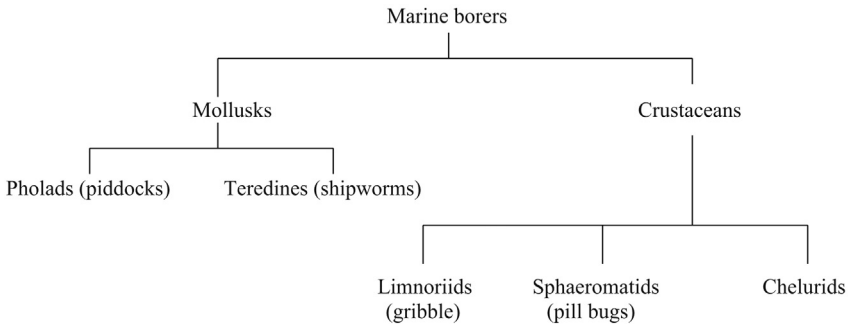 Marine borers
Mollusks
Crustaceans
Pholads (piddocks)
Teredines (shipworms)
Limnoriids
(gribble)
Sphaeromatids
(pill bugs)
Chelurids